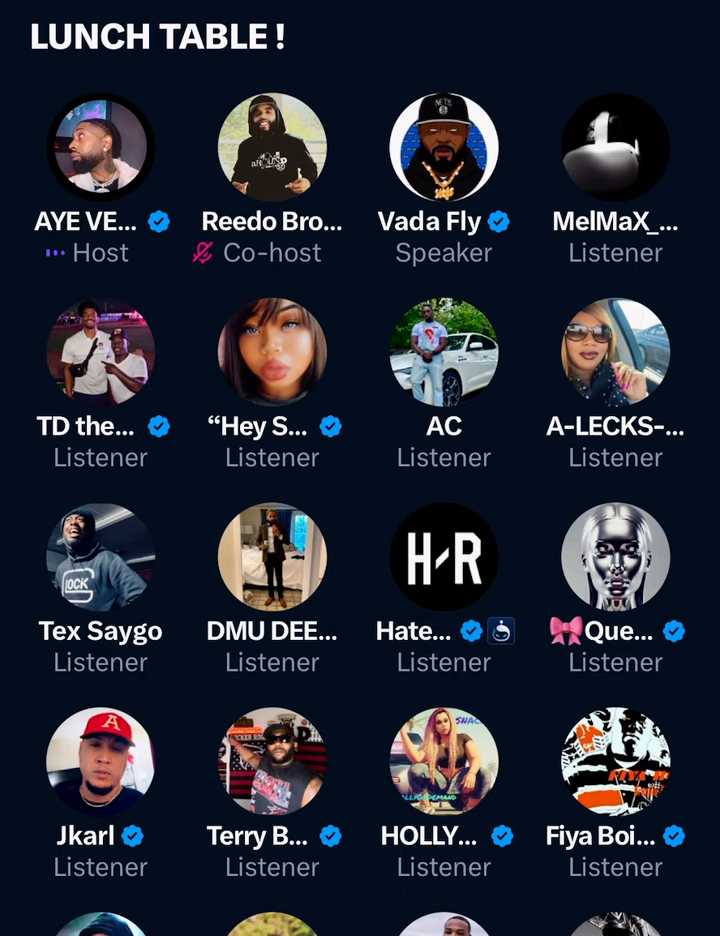 LUNCH TABLE !
AYE VE... Reedo Bro... Vada Fly MelMaX_...
Host Co-host Speaker Listener
TD the... “Hey S... AC A-LECKS-...
Listener Listener Listener Listener
GLOCK
H-R
Tex Saygo DMU DEE... Hate... Que...
Listener Listener Listener Listener
A
SNAC
Jkarl Terry B... HOLLY... Fiya Boi...
Listener Listener Listener Listener